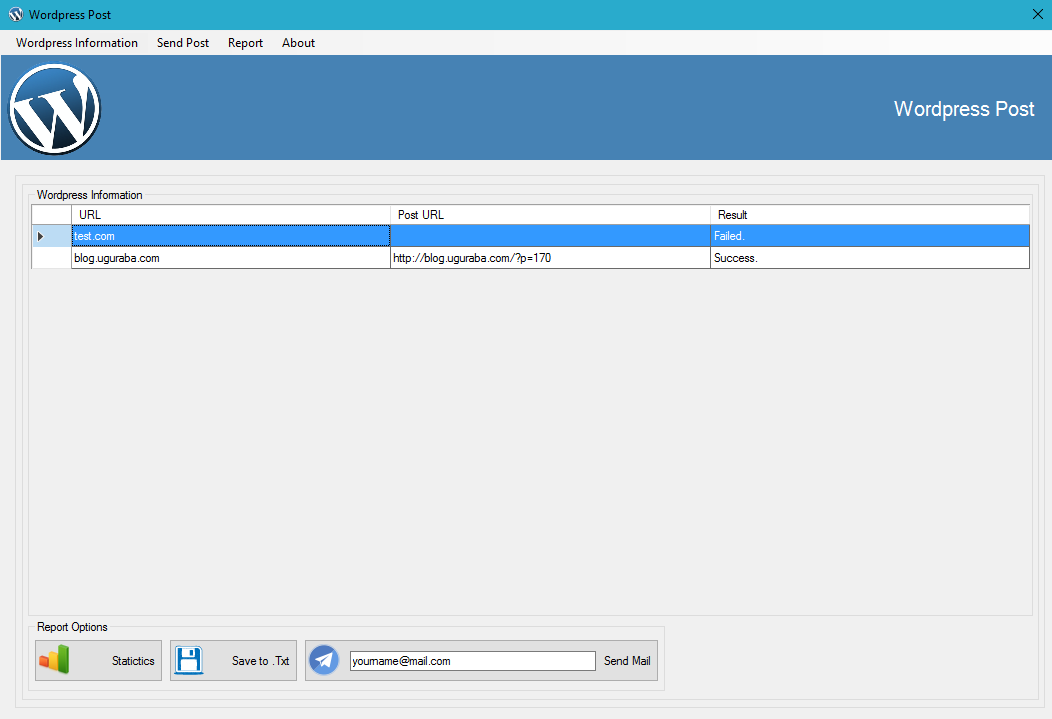 Wordpress Post
Wordpress Information Send Post Report About
Wordpress Post
Wordpress Information
URL Post URL Result
test.com Failed.
blog.uguraba.com http://blog.uguraba.com/?p=170 Success.
Report Options
Statictics Save to .Txt yourname@mail.com Send Mail